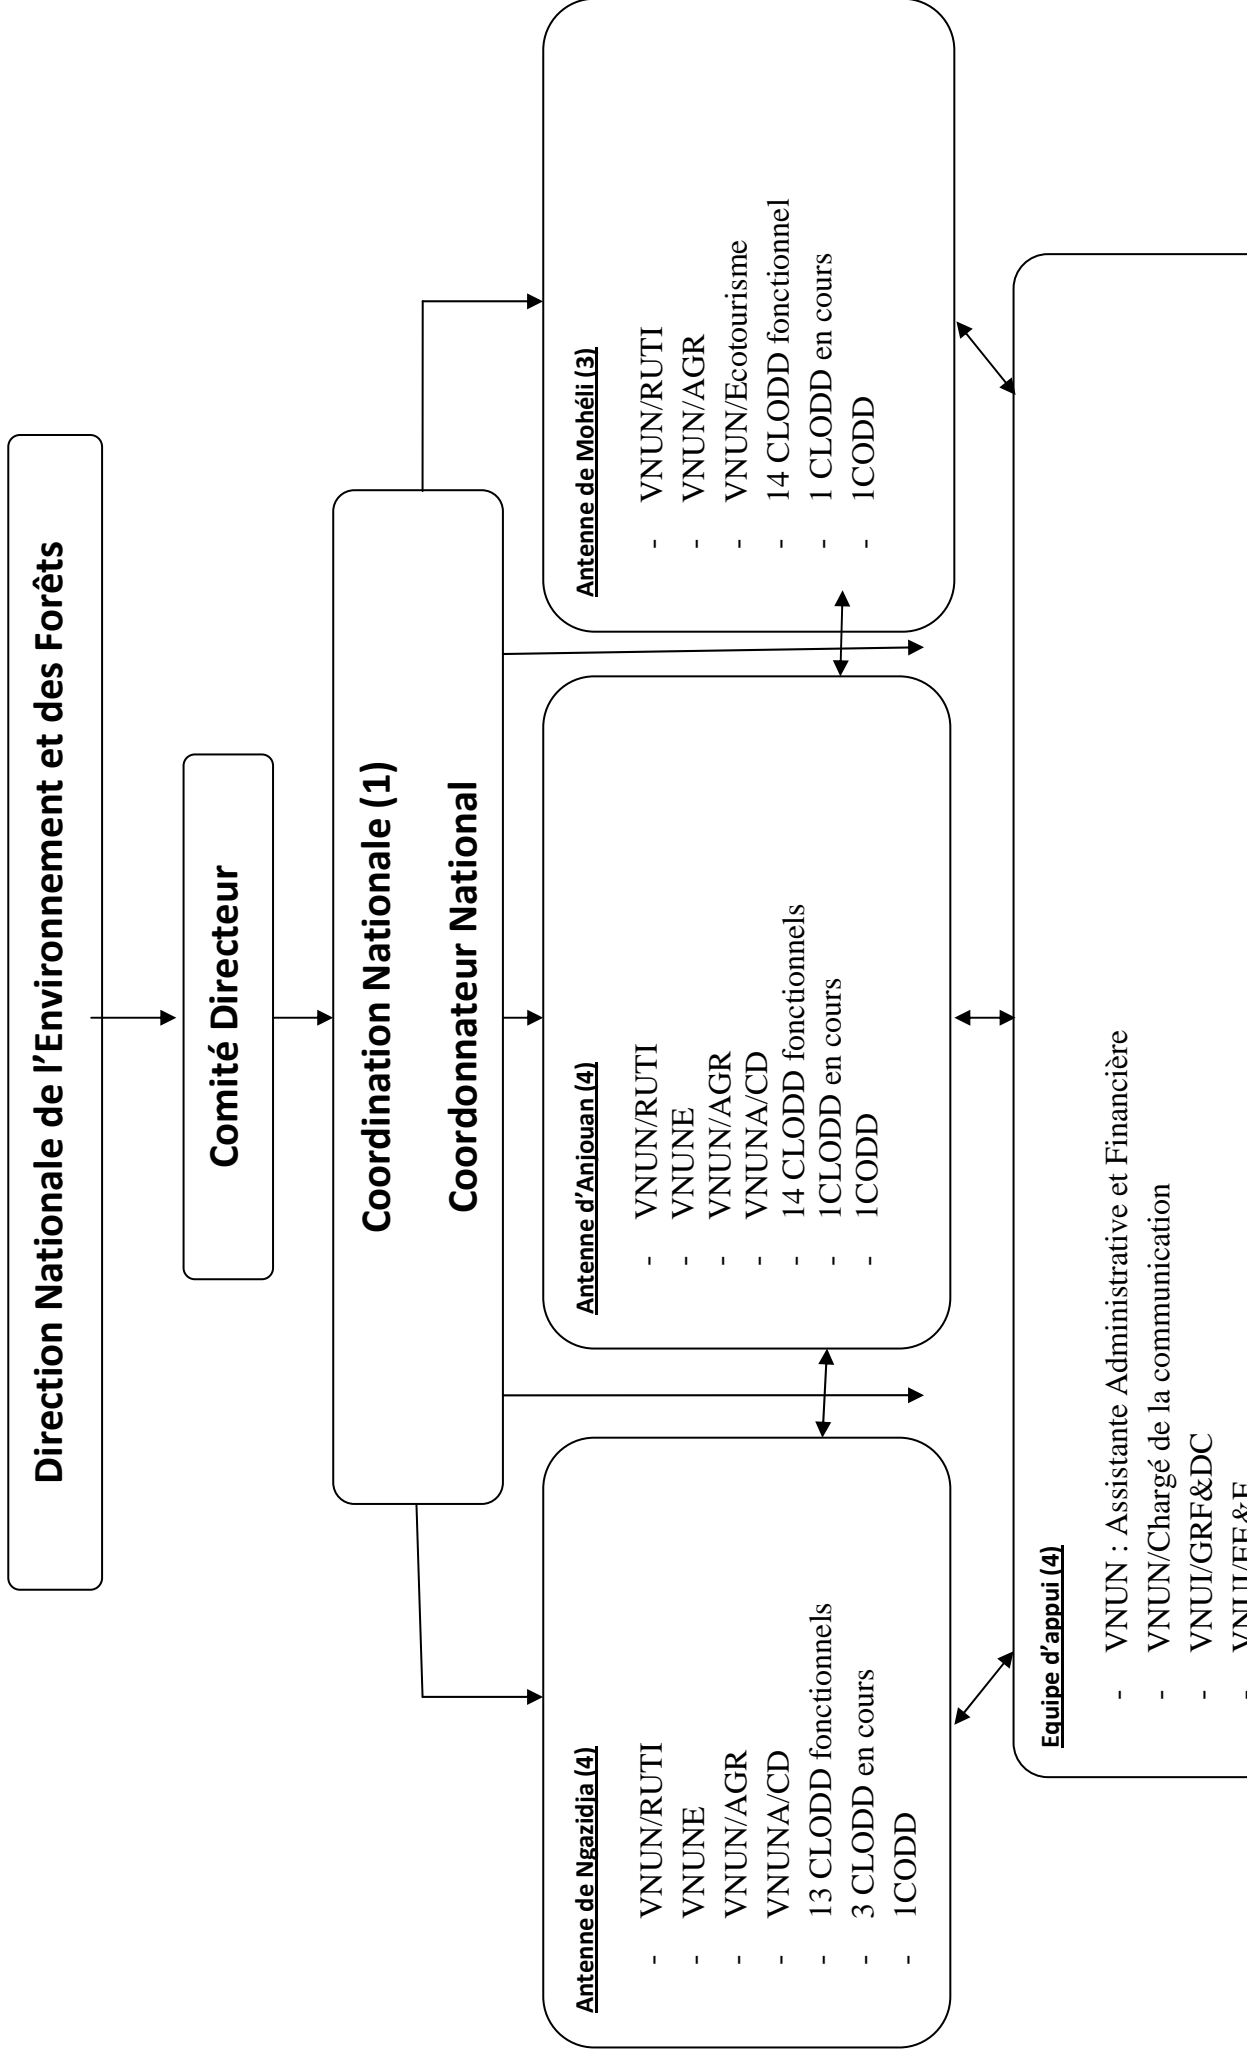 Direction Nationale de l'Environnement et des Forêts
Comité Directeur
Coordination Nationale (1)
Coordonnateur National
Antenne de Ngazidja (4)
- VNUN/RUTI
- VNUNE
- VNUN/AGR
- VNUNA/CD
- 13 CLODD fonctionnels
- 3 CLODD en cours
- 1CODD
Antenne d'Anjouan (4)
- VNUN/RUTI
- VNUNE
- VNUN/AGR
- VNUNA/CD
- 14 CLODD fonctionnels
- 1CLODD en cours
- 1CODD
Antenne de Mohéli (3)
- VNUN/RUTI
- VNUN/AGR
- VNUN/Ecotourisme
- 14 CLODD fonctionnel
- 1 CLODD en cours
- 1CODD
Equipe d'appui (4)
- VNUN : Assistante Administrative et Financière
- VNUN/Chargé de la communication
- VNUI/GRF&DC